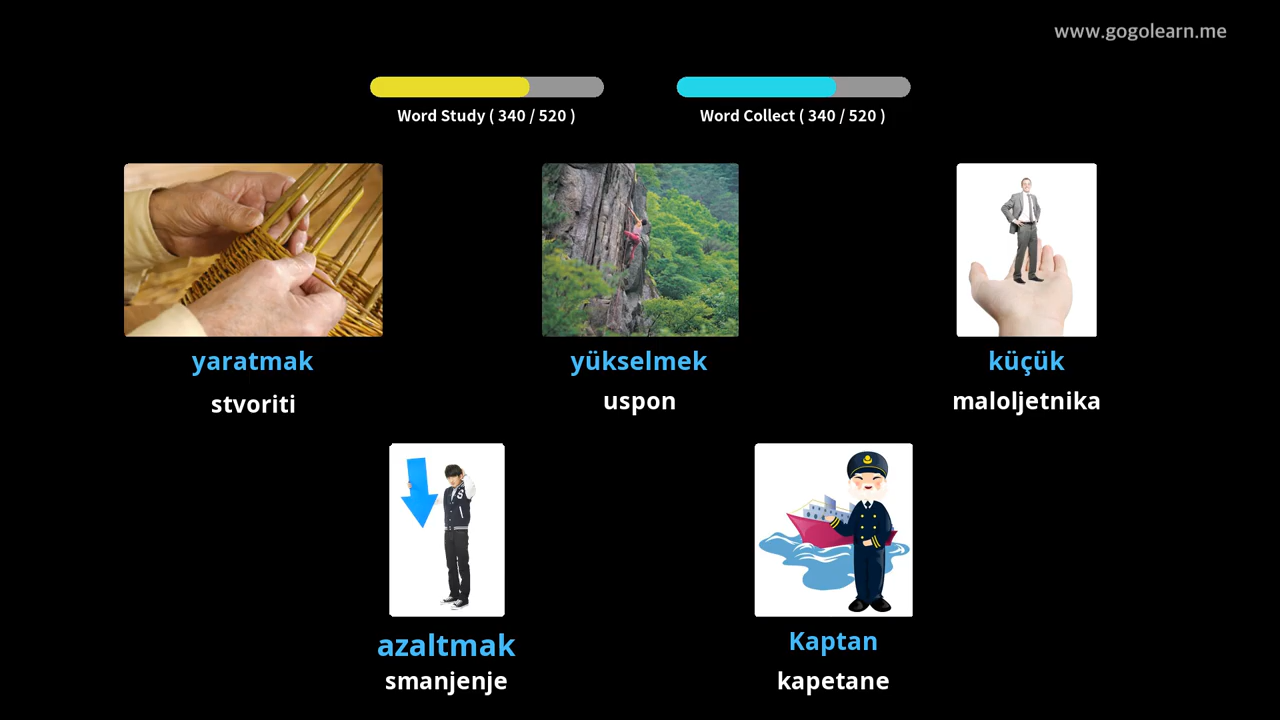 www.gogolearn.me
Word Study ( 340 / 520 )
Word Collect ( 340 / 520 )
yaratmak
stvoriti
yükselmek
uspon
küçük
maloljetnika
azaltmak
smanjenje
Kaptan
kapetane